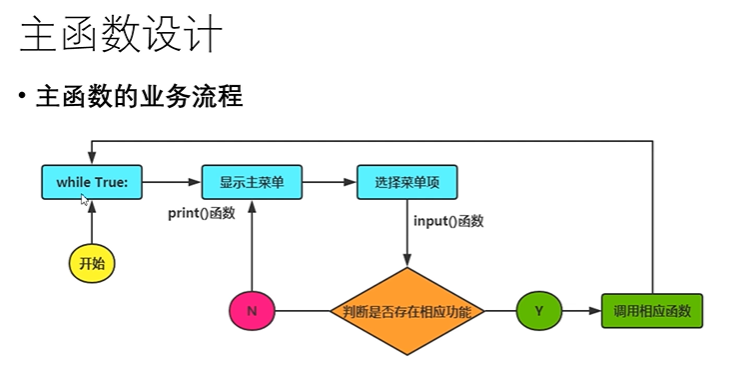 主函数设计
• 主函数的业务流程
while True:
显示主菜单
选择菜单项
print()函数
input()函数
开始
N
判断是否存在相应功能
Y
调用相应函数